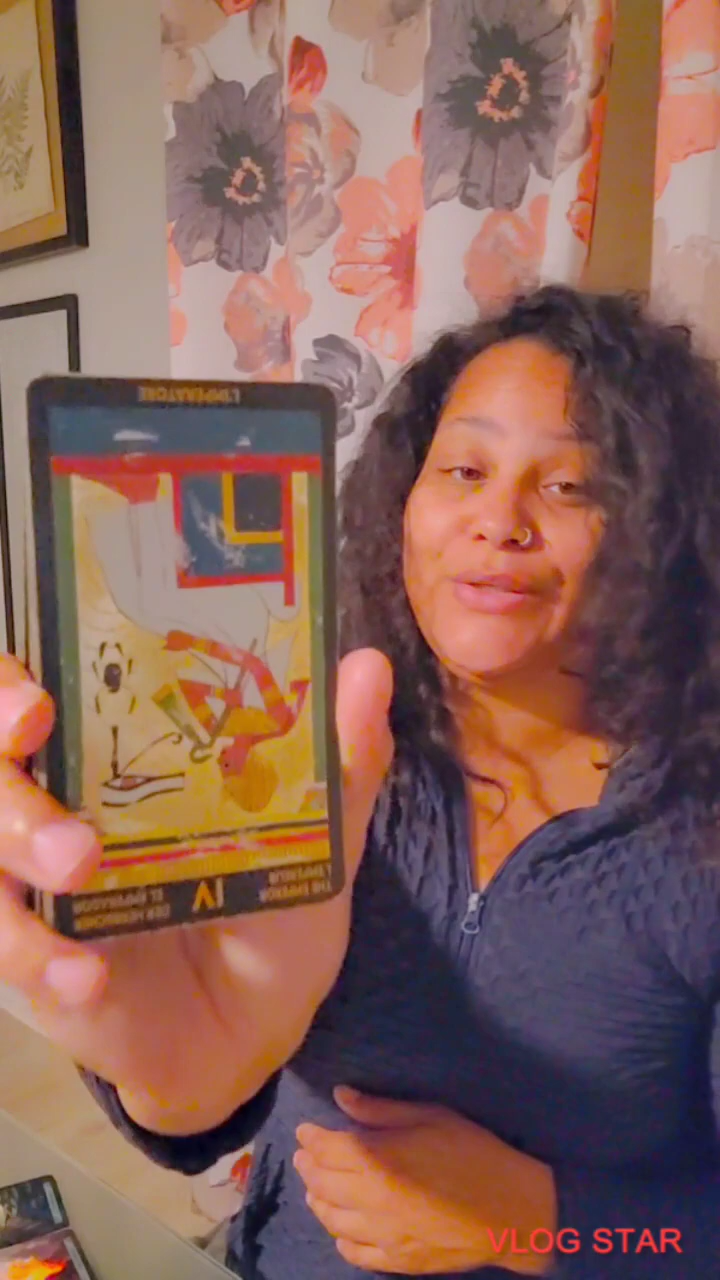 L'IMPERATORE
IV
THE EMPEROR
L'EMPEREUR
DER HERRSCHER
EL EMPERADOR
VLOG STAR